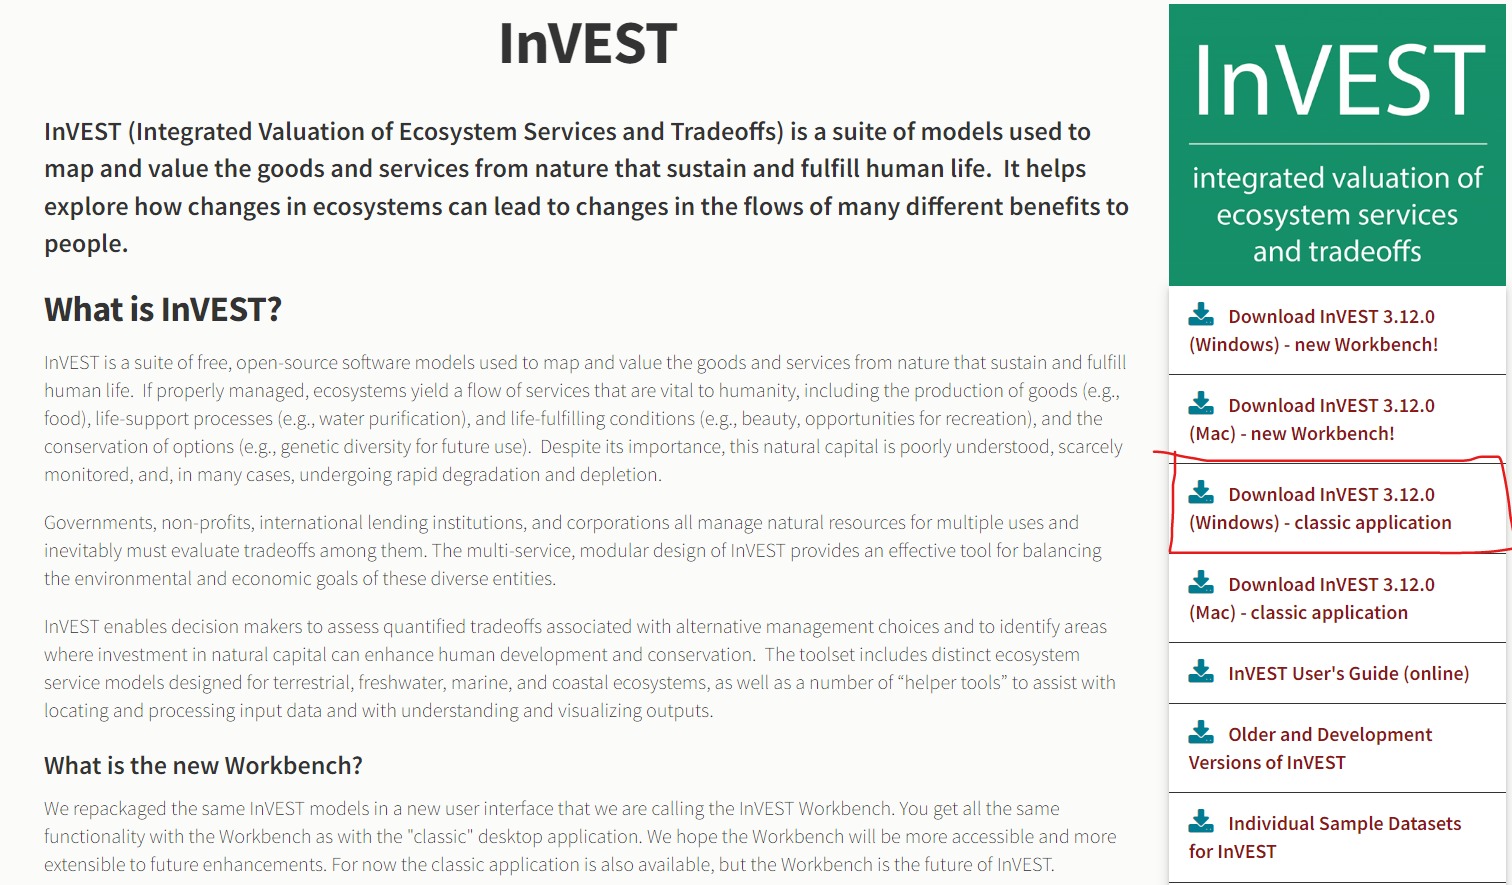 InVEST
InVEST (Integrated Valuation of Ecosystem Services and Tradeoffs) is a suite of models used to
map and value the goods and services from nature that sustain and fulfill human life.  It helps
explore how changes in ecosystems can lead to changes in the flows of many different benefits to
people.
What is InVEST?
InVEST is a suite of free, open-source software models used to map and value the goods and services from nature that sustain and fulfill
human life.  If properly managed, ecosystems yield a flow of services that are vital to humanity, including the production of goods (e.g.,
food), life-support processes (e.g., water purification), and life-fulfilling conditions (e.g., beauty, opportunities for recreation), and the
conservation of options (e.g., genetic diversity for future use).  Despite its importance, this natural capital is poorly understood, scarcely
monitored, and, in many cases, undergoing rapid degradation and depletion.
Governments, non-profits, international lending institutions, and corporations all manage natural resources for multiple uses and
inevitably must evaluate tradeoffs among them. The multi-service, modular design of InVEST provides an effective tool for balancing
the environmental and economic goals of these diverse entities.
InVEST enables decision makers to assess quantified tradeoffs associated with alternative management choices and to identify areas
where investment in natural capital can enhance human development and conservation.  The toolset includes distinct ecosystem
service models designed for terrestrial, freshwater, marine, and coastal ecosystems, as well as a number of “helper tools” to assist with
locating and processing input data and with understanding and visualizing outputs.
What is the new Workbench?
We repackaged the same InVEST models in a new user interface that we are calling the InVEST Workbench. You get all the same
functionality with the Workbench as with the "classic" desktop application. We hope the Workbench will be more accessible and more
extensible to future enhancements. For now the classic application is also available, but the Workbench is the future of InVEST.
InVEST
integrated valuation of
ecosystem services
and tradeoffs
Download InVEST 3.12.0
(Windows) - new Workbench!
Download InVEST 3.12.0
(Mac) - new Workbench!
Download InVEST 3.12.0
(Windows) - classic application
Download InVEST 3.12.0
(Mac) - classic application
InVEST User's Guide (online)
Older and Development
Versions of InVEST
Individual Sample Datasets
for InVEST